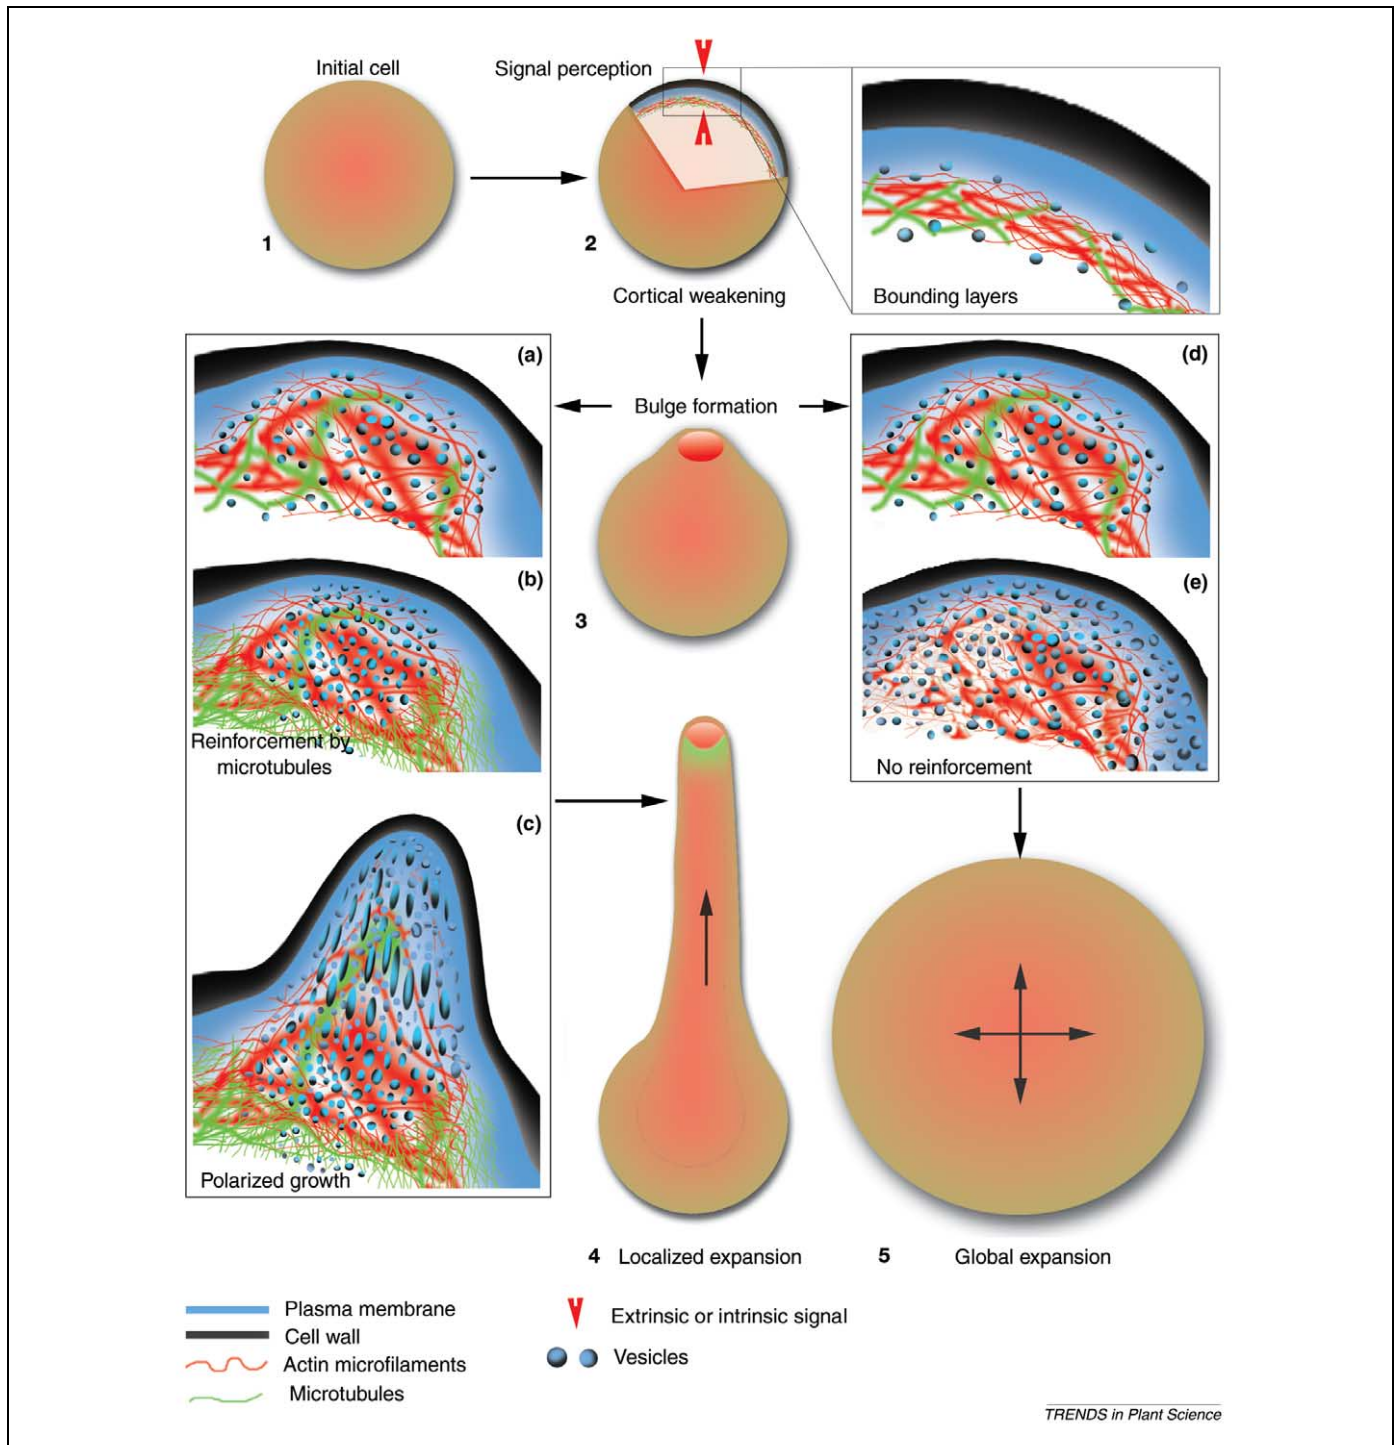 Initial cell
Signal perception
1
2
Cortical weakening
Bounding layers
(a)
(d)
Bulge formation
(b)
(e)
3
Reinforcement by
microtubules
No reinforcement
(c)
Polarized growth
4 Localized expansion
5 Global expansion
Plasma membrane
Cell wall
Actin microfilaments
Microtubules
Extrinsic or intrinsic signal
Vesicles
TRENDS in Plant Science